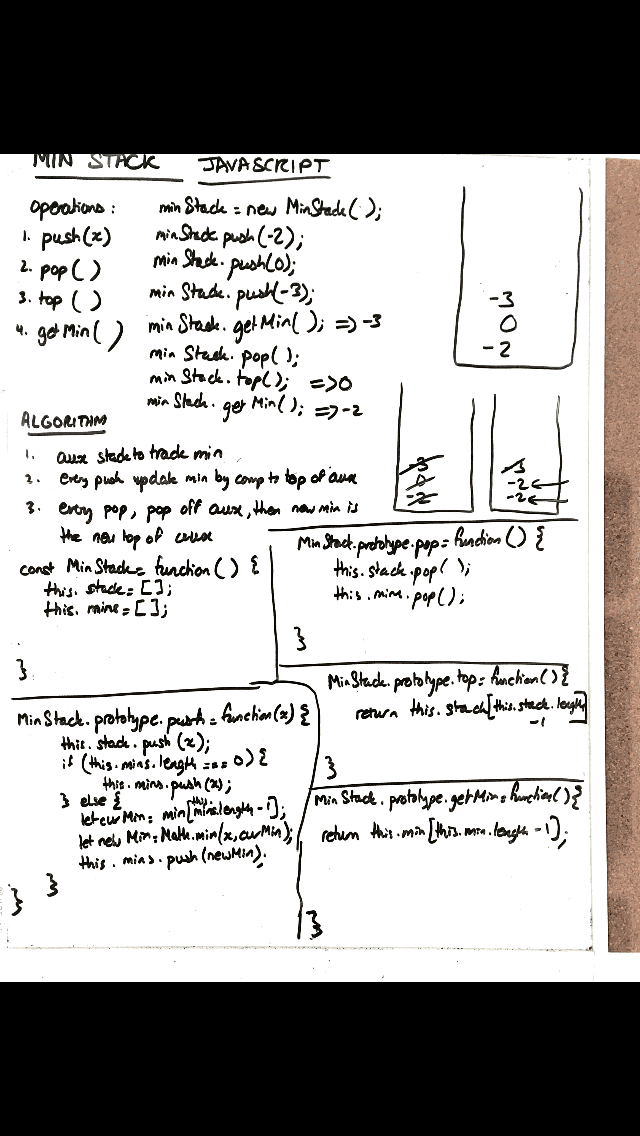 MIN STACK JAVASCRIPT
operations:
1. push(x)
2. pop()
3. top()
4. getMin()
minStack = new MinStack();
minStack push(-2);
min Stack. push(0);
min Stack. push(-3);
min Stack. getMin(); => -3
min Stack. pop();
min Stack. top(); => 0
min Stack. get Min(); => -2
-3
0
-2
ALGORITHM
1. aux stack to track min
2. every push update min by comp to top of aux
3. every pop, pop off aux, then new min is
the new top of aux
-3
0
-2
-3
-2 ←
-2 ←
const MinStack = function() {
this. stack = [];
this. mins = [];
}
MinStack.prototype.push = function(x) {
this. stack. push (x);
if (this. mins. length === 0) {
this. mins. push(x);
} else {
let curMin = min[this mins.length - 1];
let new Min = Math.min(x, curMin);
this. mins. push(newMin).
}
}
MinStack.prototype.pop = function() {
this. stack. pop();
this. min. pop();
}
MinStack. prototype. top = function() {
return this. stack [this. stack. length
-1
}
Min Stack. prototype. getMin = function() {
return this. min [this. min. length - 1];
}